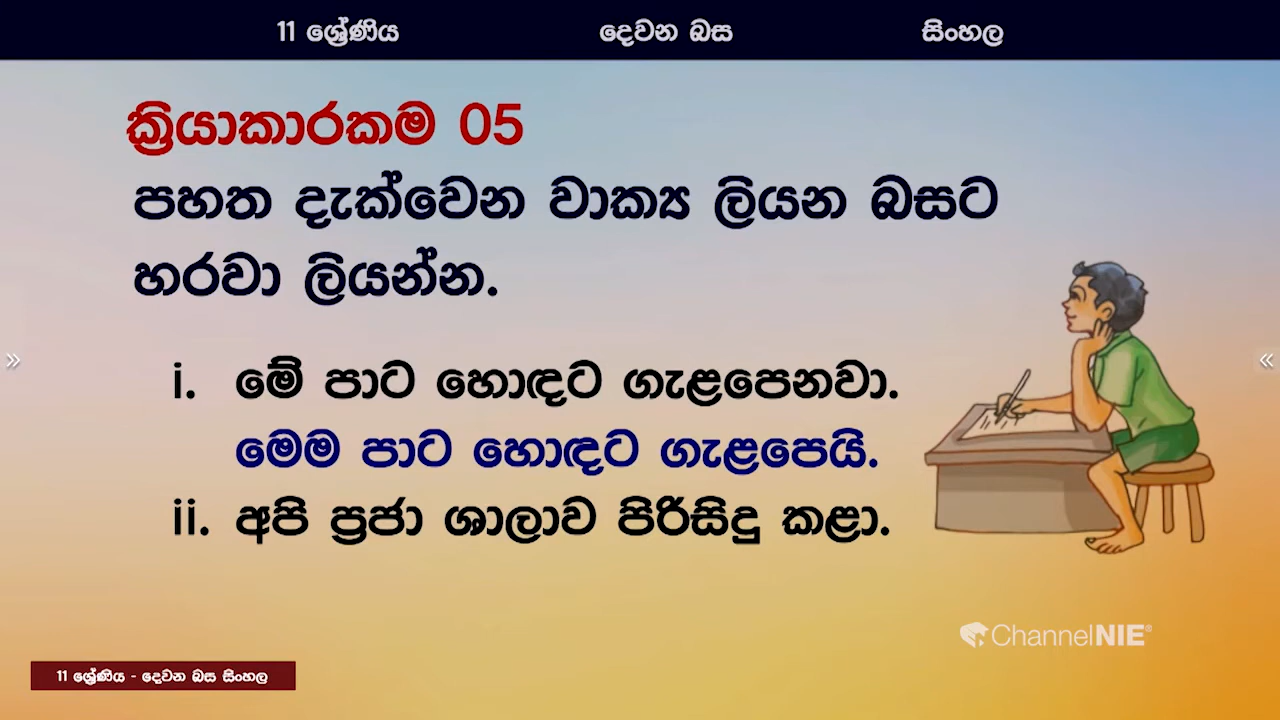 11 ශ්‍රේණිය දෙවන බස සිංහල
ක්‍රියාකාරකම 05
පහත දැක්වෙන වාක්‍ය ලියන බසට
හරවා ලියන්න.
i. මේ පාට හොඳට ගැළපෙනවා.
මෙම පාට හොඳට ගැළපෙයි.
ii. අපි ප්‍රජා ශාලාව පිරිසිදු කළා.
ChannelNIE®
11 ශ්‍රේණිය - දෙවන බස සිංහල